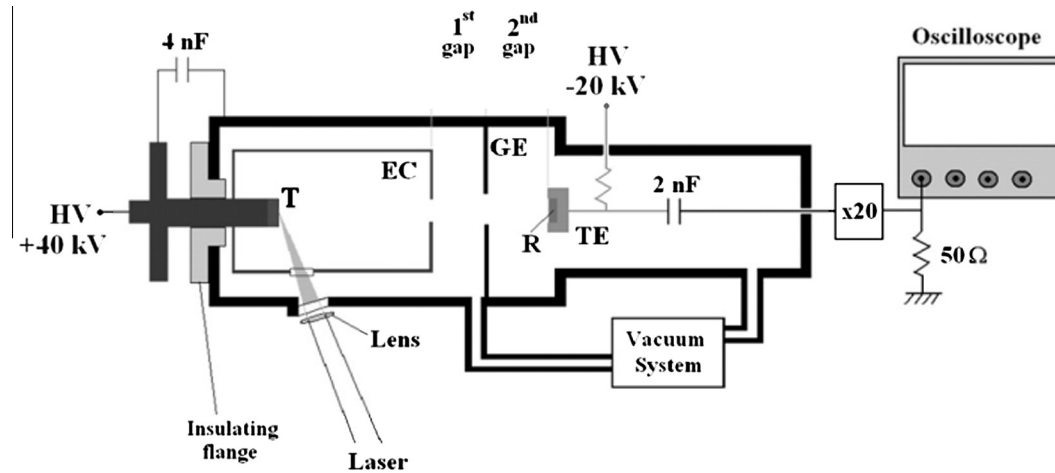 1st 2nd
gap gap
4 nF
HV
-20 kV
Oscilloscope
EC
GE
T
2 nF
HV
+40 kV
R
TE
x20
50 Ω
Lens
Vacuum
System
Insulating
flange
Laser